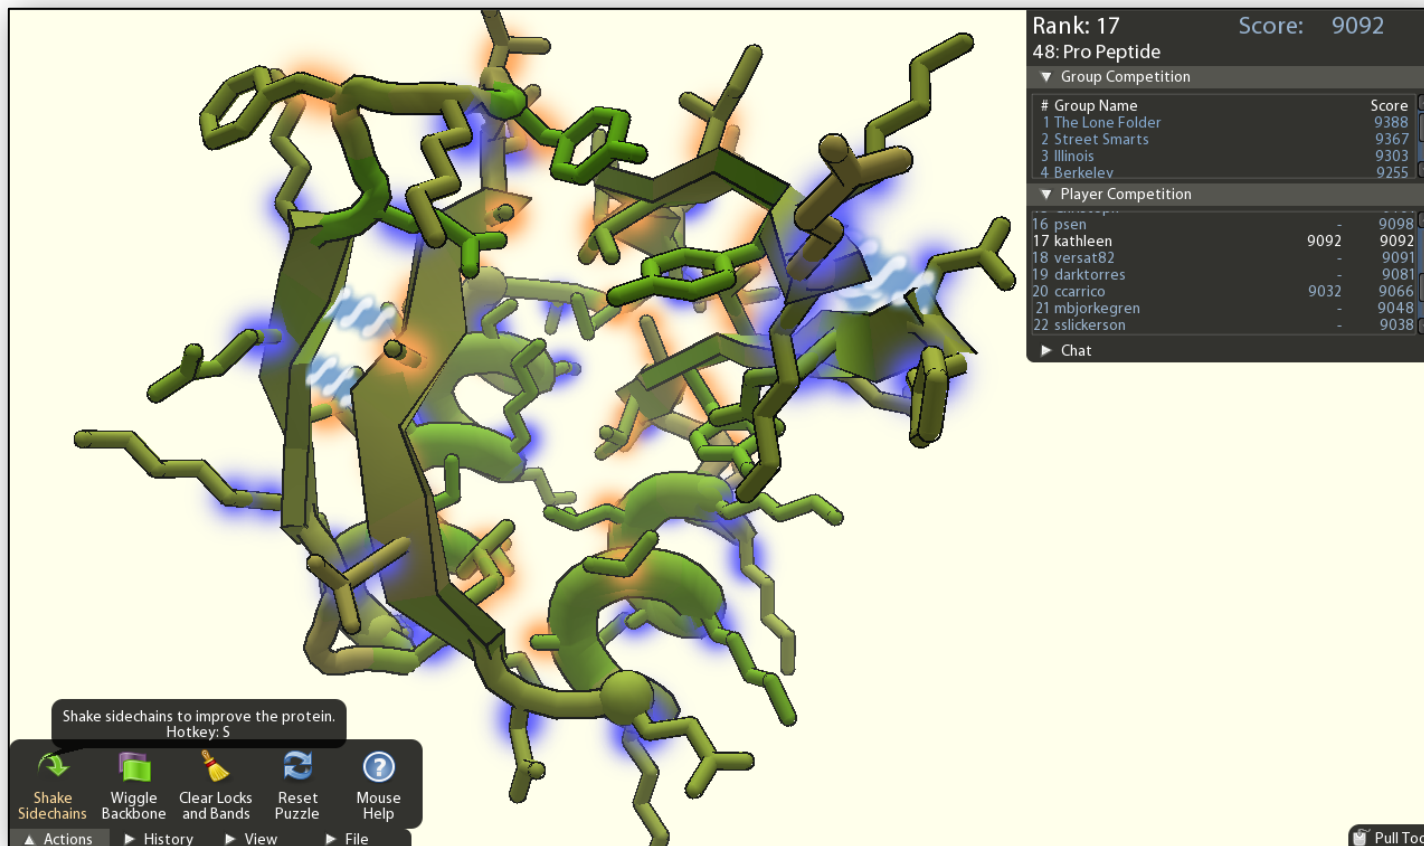 Rank: 17 Score: 9092
48: Pro Peptide
▼ Group Competition
# Group Name Score
1 The Lone Folder 9388
2 Street Smarts 9367
3 Illinois 9303
4 Berkeley 9255
▼ Player Competition
16 psen - 9098
17 kathleen 9092 9092
18 versat82 - 9091
19 darktorres - 9081
20 ccarrico 9032 9066
21 mbjorkegren - 9048
22 sslickerson - 9038
▶ Chat
Shake sidechains to improve the protein.
Hotkey: S
Shake Sidechains
Wiggle Backbone
Clear Locks and Bands
Reset Puzzle
Mouse Help
▲ Actions ▶ History ▶ View ▶ File
Pull Too